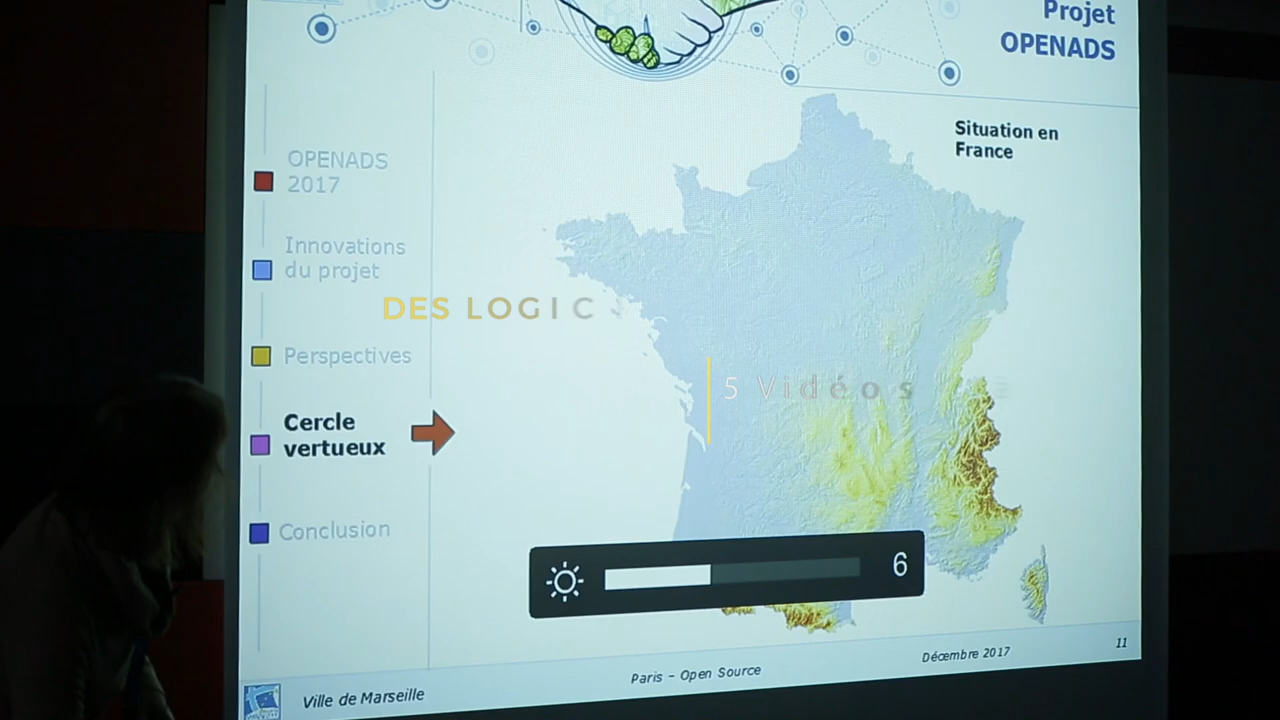 Projet
OPENADS
Situation en
France
OPENADS
2017
Innovations
du projet
DES LOGIC
Perspectives
5 Vidéos
Cercle
vertueux
Conclusion
6
Ville de Marseille
Paris – Open Source
Décembre 2017
11